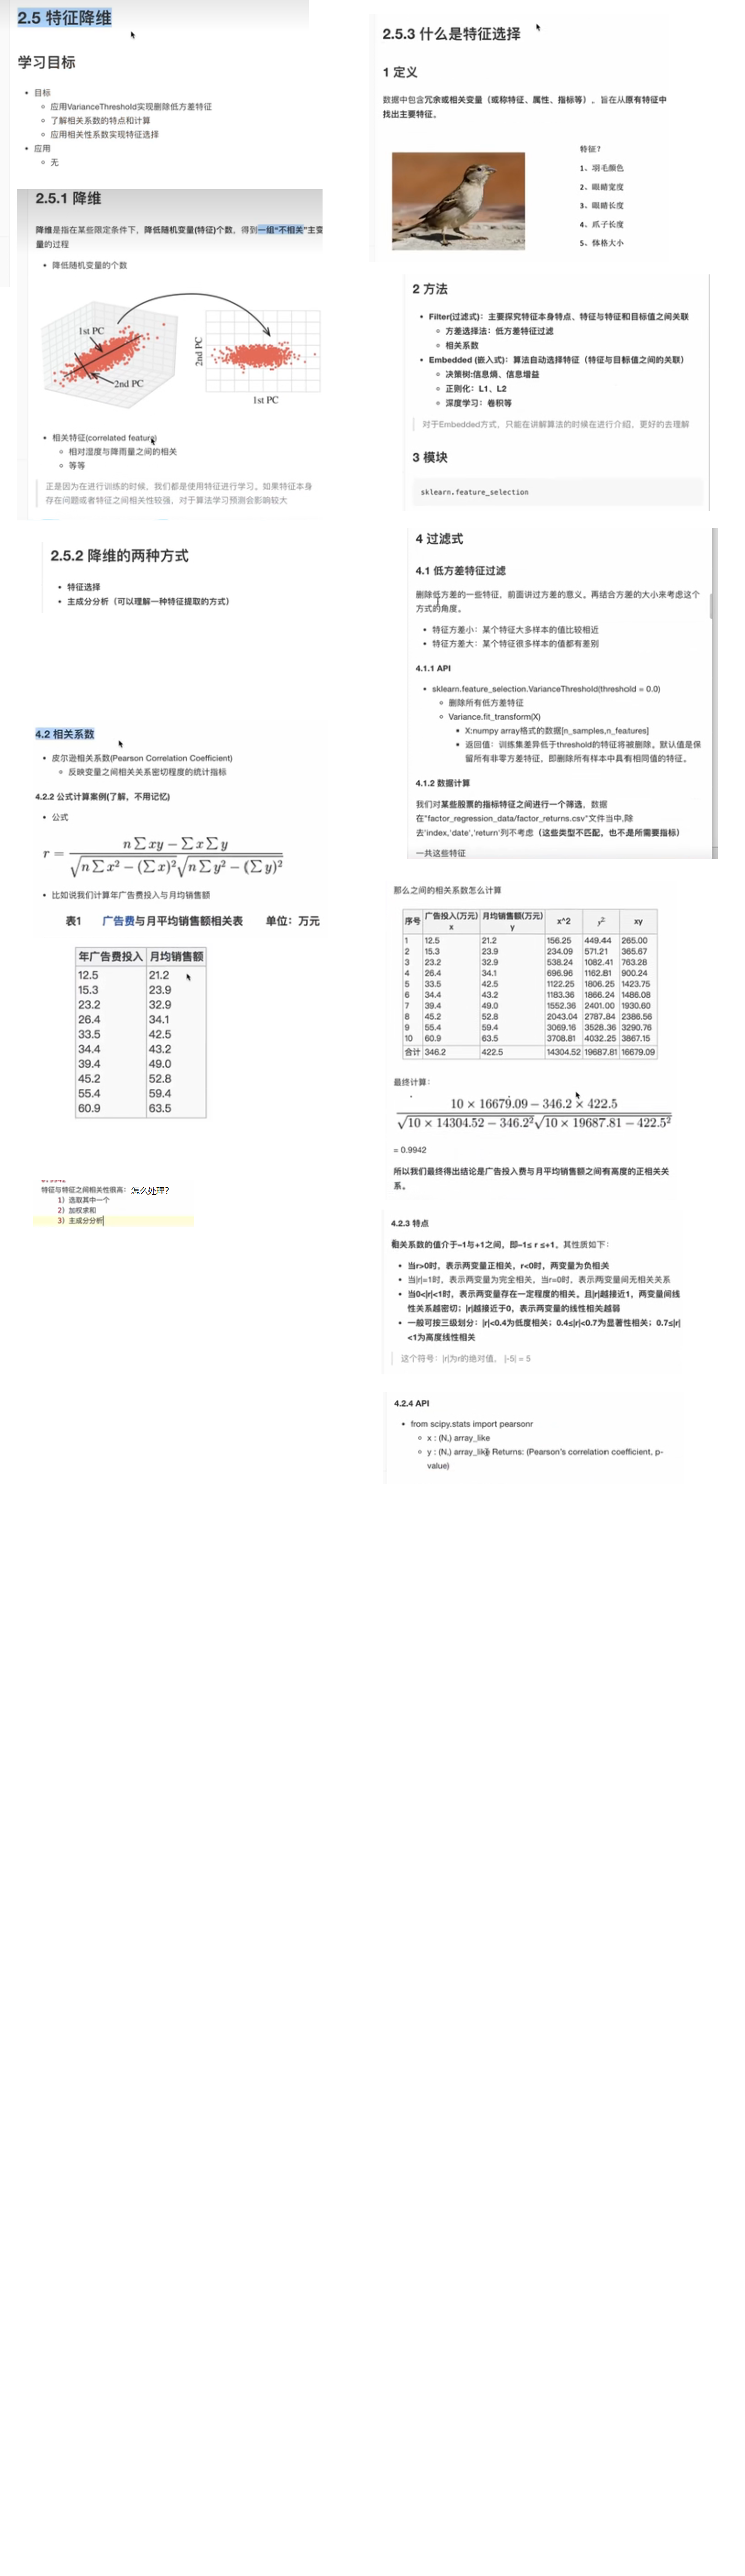 2.5 特征降维
学习目标
• 目标
◦ 应用VarianceThreshold实现删除低方差特征
◦ 了解相关系数的特点和计算
◦ 应用相关性系数实现特征选择
• 应用
◦ 无
2.5.1 降维
降维是指在某些限定条件下，降低随机变量(特征)个数，得到一组“不相关”主变
量的过程
• 降低随机变量的个数
1st PC
2nd PC
2nd PC
1st PC
• 相关特征(correlated feature)
◦ 相对湿度与降雨量之间的相关
◦ 等等
正是因为在进行训练的时候，我们都是使用特征进行学习。如果特征本身
存在问题或者特征之间相关性较强，对于算法学习预测会影响较大
2.5.2 降维的两种方式
• 特征选择
• 主成分分析（可以理解一种特征提取的方式）
2.5.3 什么是特征选择
1 定义
数据中包含冗余或相关变量（或称特征、属性、指标等），旨在从原有特征中
找出主要特征。
特征？
1、羽毛颜色
2、眼睛宽度
3、眼睛长度
4、爪子长度
5、体格大小
2 方法
• Filter(过滤式)：主要探究特征本身特点、特征与特征和目标值之间关联
◦ 方差选择法：低方差特征过滤
◦ 相关系数
• Embedded (嵌入式)：算法自动选择特征（特征与目标值之间的关联）
◦ 决策树:信息熵、信息增益
◦ 正则化：L1、L2
◦ 深度学习：卷积等
对于Embedded方式，只能在讲解算法的时候在进行介绍，更好的去理解
3 模块
sklearn.feature_selection
4 过滤式
4.1 低方差特征过滤
删除低方差的一些特征，前面讲过方差的意义。再结合方差的大小来考虑这个
方式的角度。
• 特征方差小：某个特征大多样本的值比较相近
• 特征方差大：某个特征很多样本的值都有差别
4.1.1 API
• sklearn.feature_selection.VarianceThreshold(threshold = 0.0)
◦ 删除所有低方差特征
◦ Variance.fit_transform(X)
▪ X:numpy array格式的数据[n_samples,n_features]
▪ 返回值：训练集差异低于threshold的特征将被删除。默认值是保
留所有非零方差特征，即删除所有样本中具有相同值的特征。
4.1.2 数据计算
我们对某些股票的指标特征之间进行一个筛选，数据
在"factor_regression_data/factor_returns.csv"文件当中,除
去'index,'date','return'列不考虑（这些类型不匹配，也不是所需要指标）
一共这些特征
4.2 相关系数
• 皮尔逊相关系数(Pearson Correlation Coefficient)
◦ 反映变量之间相关关系密切程度的统计指标
4.2.2 公式计算案例(了解，不用记忆)
• 公式
r = n∑xy − ∑x∑y / √(n∑x² − (∑x)²) √(n∑y² − (∑y)²)
• 比如说我们计算年广告费投入与月均销售额
表1 广告费与月平均销售额相关表 单位：万元
年广告费投入 月均销售额
12.5 21.2
15.3 23.9
23.2 32.9
26.4 34.1
33.5 42.5
34.4 43.2
39.4 49.0
45.2 52.8
55.4 59.4
60.9 63.5
那么之间的相关系数怎么计算
序号 广告投入(万元) x 月均销售额(万元) y x^2 y² xy
1 12.5 21.2 156.25 449.44 265.00
2 15.3 23.9 234.09 571.21 365.67
3 23.2 32.9 538.24 1082.41 763.28
4 26.4 34.1 696.96 1162.81 900.24
5 33.5 42.5 1122.25 1806.25 1423.75
6 34.4 43.2 1183.36 1866.24 1486.08
7 39.4 49.0 1552.36 2401.00 1930.60
8 45.2 52.8 2043.04 2787.84 2386.56
9 55.4 59.4 3069.16 3528.36 3290.76
10 60.9 63.5 3708.81 4032.25 3867.15
合计 346.2 422.5 14304.52 19687.81 16679.09
最终计算：
10 × 16679.09 − 346.2 × 422.5 / √(10 × 14304.52 − 346.2²) √(10 × 19687.81 − 422.5²)
= 0.9942
所以我们最终得出结论是广告投入费与月平均销售额之间有高度的正相关关
系。
特征与特征之间相关性很高： 怎么处理?
1）选取其中一个
2）加权求和
3）主成分分析
4.2.3 特点
相关系数的值介于–1与+1之间，即–1≤ r ≤+1。其性质如下：
• 当r>0时，表示两变量正相关，r<0时，两变量为负相关
• 当|r|=1时，表示两变量为完全相关，当r=0时，表示两变量间无相关关系
• 当0<|r|<1时，表示两变量存在一定程度的相关。且|r|越接近1，两变量间线
性关系越密切；|r|越接近于0，表示两变量的线性相关越弱
• 一般可按三级划分：|r|<0.4为低度相关；0.4≤|r|<0.7为显著性相关；0.7≤|r|
<1为高度线性相关
这个符号：|r|为r的绝对值， |-5| = 5
4.2.4 API
• from scipy.stats import pearsonr
◦ x : (N,) array_like
◦ y : (N,) array_like Returns: (Pearson's correlation coefficient, p-
value)